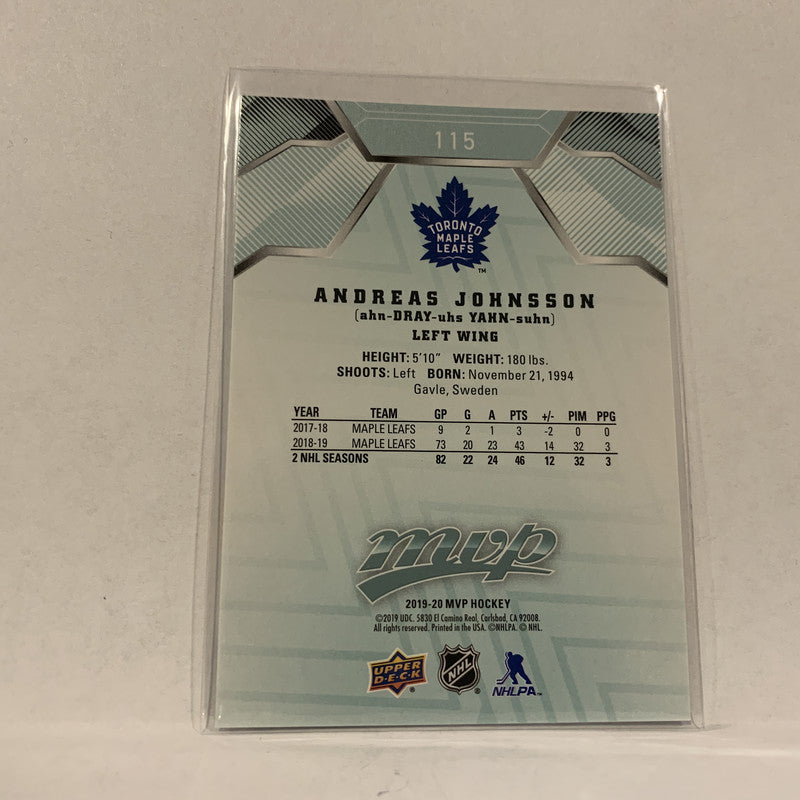 115
TORONTO
MAPLE
LEAFS
™
ANDREAS JOHNSSON
(ahn-DRAY-uhs YAHN-suhn)
LEFT WING
HEIGHT: 5'10" WEIGHT: 180 lbs.
SHOOTS: Left BORN: November 21, 1994
Gavle, Sweden
YEAR TEAM GP G A PTS +/- PIM PPG
2017-18 MAPLE LEAFS 9 2 1 3 -2 0 0
2018-19 MAPLE LEAFS 73 20 23 43 14 32 3
2 NHL SEASONS 82 22 24 46 12 32 3
mvp
2019-20 MVP HOCKEY
©2019 UDC. 5830 El Camino Real, Carlsbad, CA 92008.
All rights reserved. Printed in the USA. ©NHLPA. © NHL.
UPPER DECK® NHL® NHLPA™